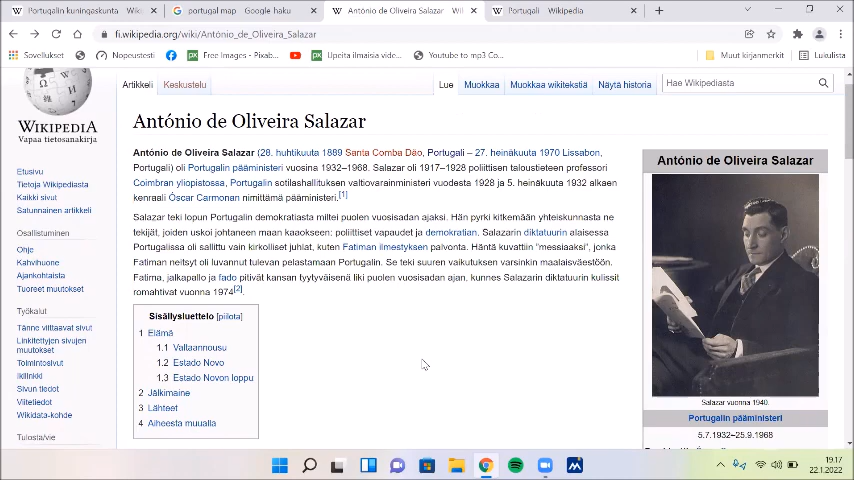 Portugalin kuningaskunta – Wiki
portugal map – Google-haku
António de Oliveira Salazar – Wi
Portugali – Wikipedia
fi.wikipedia.org/wiki/António_de_Oliveira_Salazar
Sovellukset
Nopeustesti
Free Images - Pixab...
Upeita ilmaisia video...
Youtube to mp3 Co...
Muut kirjanmerkit
Lukulista
WIKIPEDIA
Vapaa tietosanakirja
Artikkeli
Keskustelu
Lue
Muokkaa
Muokkaa wikitekstiä
Näytä historia
Hae Wikipediasta
Etusivu
Tietoja Wikipediasta
Kaikki sivut
Satunnainen artikkeli
Osallistuminen
Ohje
Kahvihuone
Ajankohtaista
Tuoreet muutokset
Työkalut
Tänne viittaavat sivut
Linkitettyjen sivujen
muutokset
Toimintosivut
Ikilinkki
Sivun tiedot
Viitetiedot
Wikidata-kohde
Tulosta/vie
António de Oliveira Salazar
António de Oliveira Salazar (28. huhtikuuta 1889 Santa Comba Dão, Portugali – 27. heinäkuuta 1970 Lissabon,
Portugali) oli Portugalin pääministeri vuosina 1932–1968. Salazar oli 1917–1928 poliittisen taloustieteen professori
Coimbran yliopistossa, Portugalin sotilashallituksen valtiovarainministeri vuodesta 1928 ja 5. heinäkuuta 1932 alkaen
kenraali Óscar Carmonan nimittämä pääministeri.[1]
Salazar teki lopun Portugalin demokratiasta miltei puolen vuosisadan ajaksi. Hän pyrki kitkemään yhteiskunnasta ne
tekijät, joiden uskoi johtaneen maan kaaokseen: poliittiset vapaudet ja demokratian. Salazarin diktatuurin alaisessa
Portugalissa oli sallittu vain kirkolliset juhlat, kuten Fatiman ilmestyksen palvonta. Häntä kuvattiin "messiaaksi", jonka
Fatiman neitsyt oli luvannut tulevan pelastamaan Portugalin. Se teki suuren vaikutuksen varsinkin maalaisväestöön.
Fatima, jalkapallo ja fado pitivät kansan tyytyväisenä liki puolen vuosisadan ajan, kunnes Salazarin diktatuurin kulissit
romahtivat vuonna 1974[2].
Sisällysluettelo [piilota]
1 Elämä
1.1 Valtaannousu
1.2 Estado Novo
1.3 Estado Novon loppu
2 Jälkimaine
3 Lähteet
4 Aiheesta muualla
António de Oliveira Salazar
Salazar vuonna 1940.
Portugalin pääministeri
5.7.1932–25.9.1968
19.17
22.1.2022